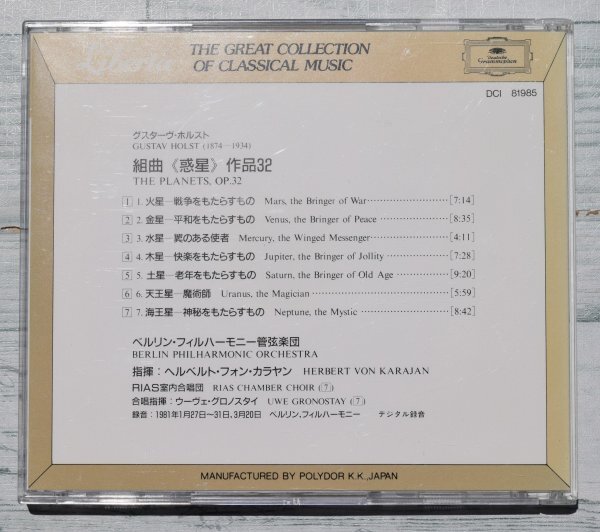 THE GREAT COLLECTION
OF CLASSICAL MUSIC
Deutsche
Grammophon
DCI 81985
グスターヴ・ホルスト
GUSTAV HOLST (1874-1934)
組曲《惑星》作品32
THE PLANETS, OP.32
1 1. 火星─戦争をもたらすもの Mars, the Bringer of War [7:14]
2 2. 金星─平和をもたらすもの Venus, the Bringer of Peace [8:35]
3 3. 水星─翼のある使者 Mercury, the Winged Messenger [4:11]
4 4. 木星─快楽をもたらすもの Jupiter, the Bringer of Jollity [7:28]
5 5. 土星─老年をもたらすもの Saturn, the Bringer of Old Age [9:20]
6 6. 天王星─魔術師 Uranus, the Magician [5:59]
7 7. 海王星─神秘をもたらすもの Neptune, the Mystic [8:42]
ベルリン・フィルハーモニー管弦楽団
BERLIN PHILHARMONIC ORCHESTRA
指揮：ヘルベルト・フォン・カラヤン HERBERT VON KARAJAN
RIAS室内合唱団 RIAS CHAMBER CHOIR (7)
合唱指揮：ウーヴェ・グロノスタイ UWE GRONOSTAY (7)
録音：1981年1月27日〜31日、3月20日 ベルリン、フィルハーモニー デジタル録音
MANUFACTURED BY POLYDOR K.K., JAPAN